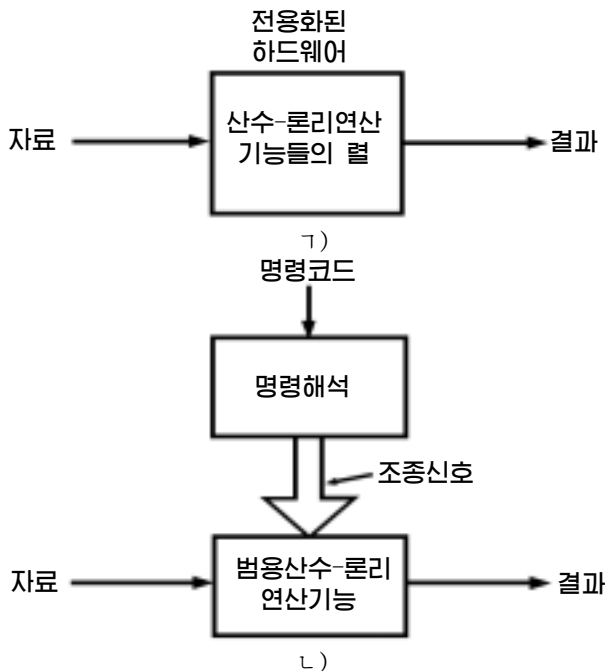 전용화된
하드웨어
자료
산수-론리연산
기능들의 렬
결과
ㄱ)
명령코드
명령해석
조종신호
자료
범용산수-론리
연산기능
결과
ㄴ)